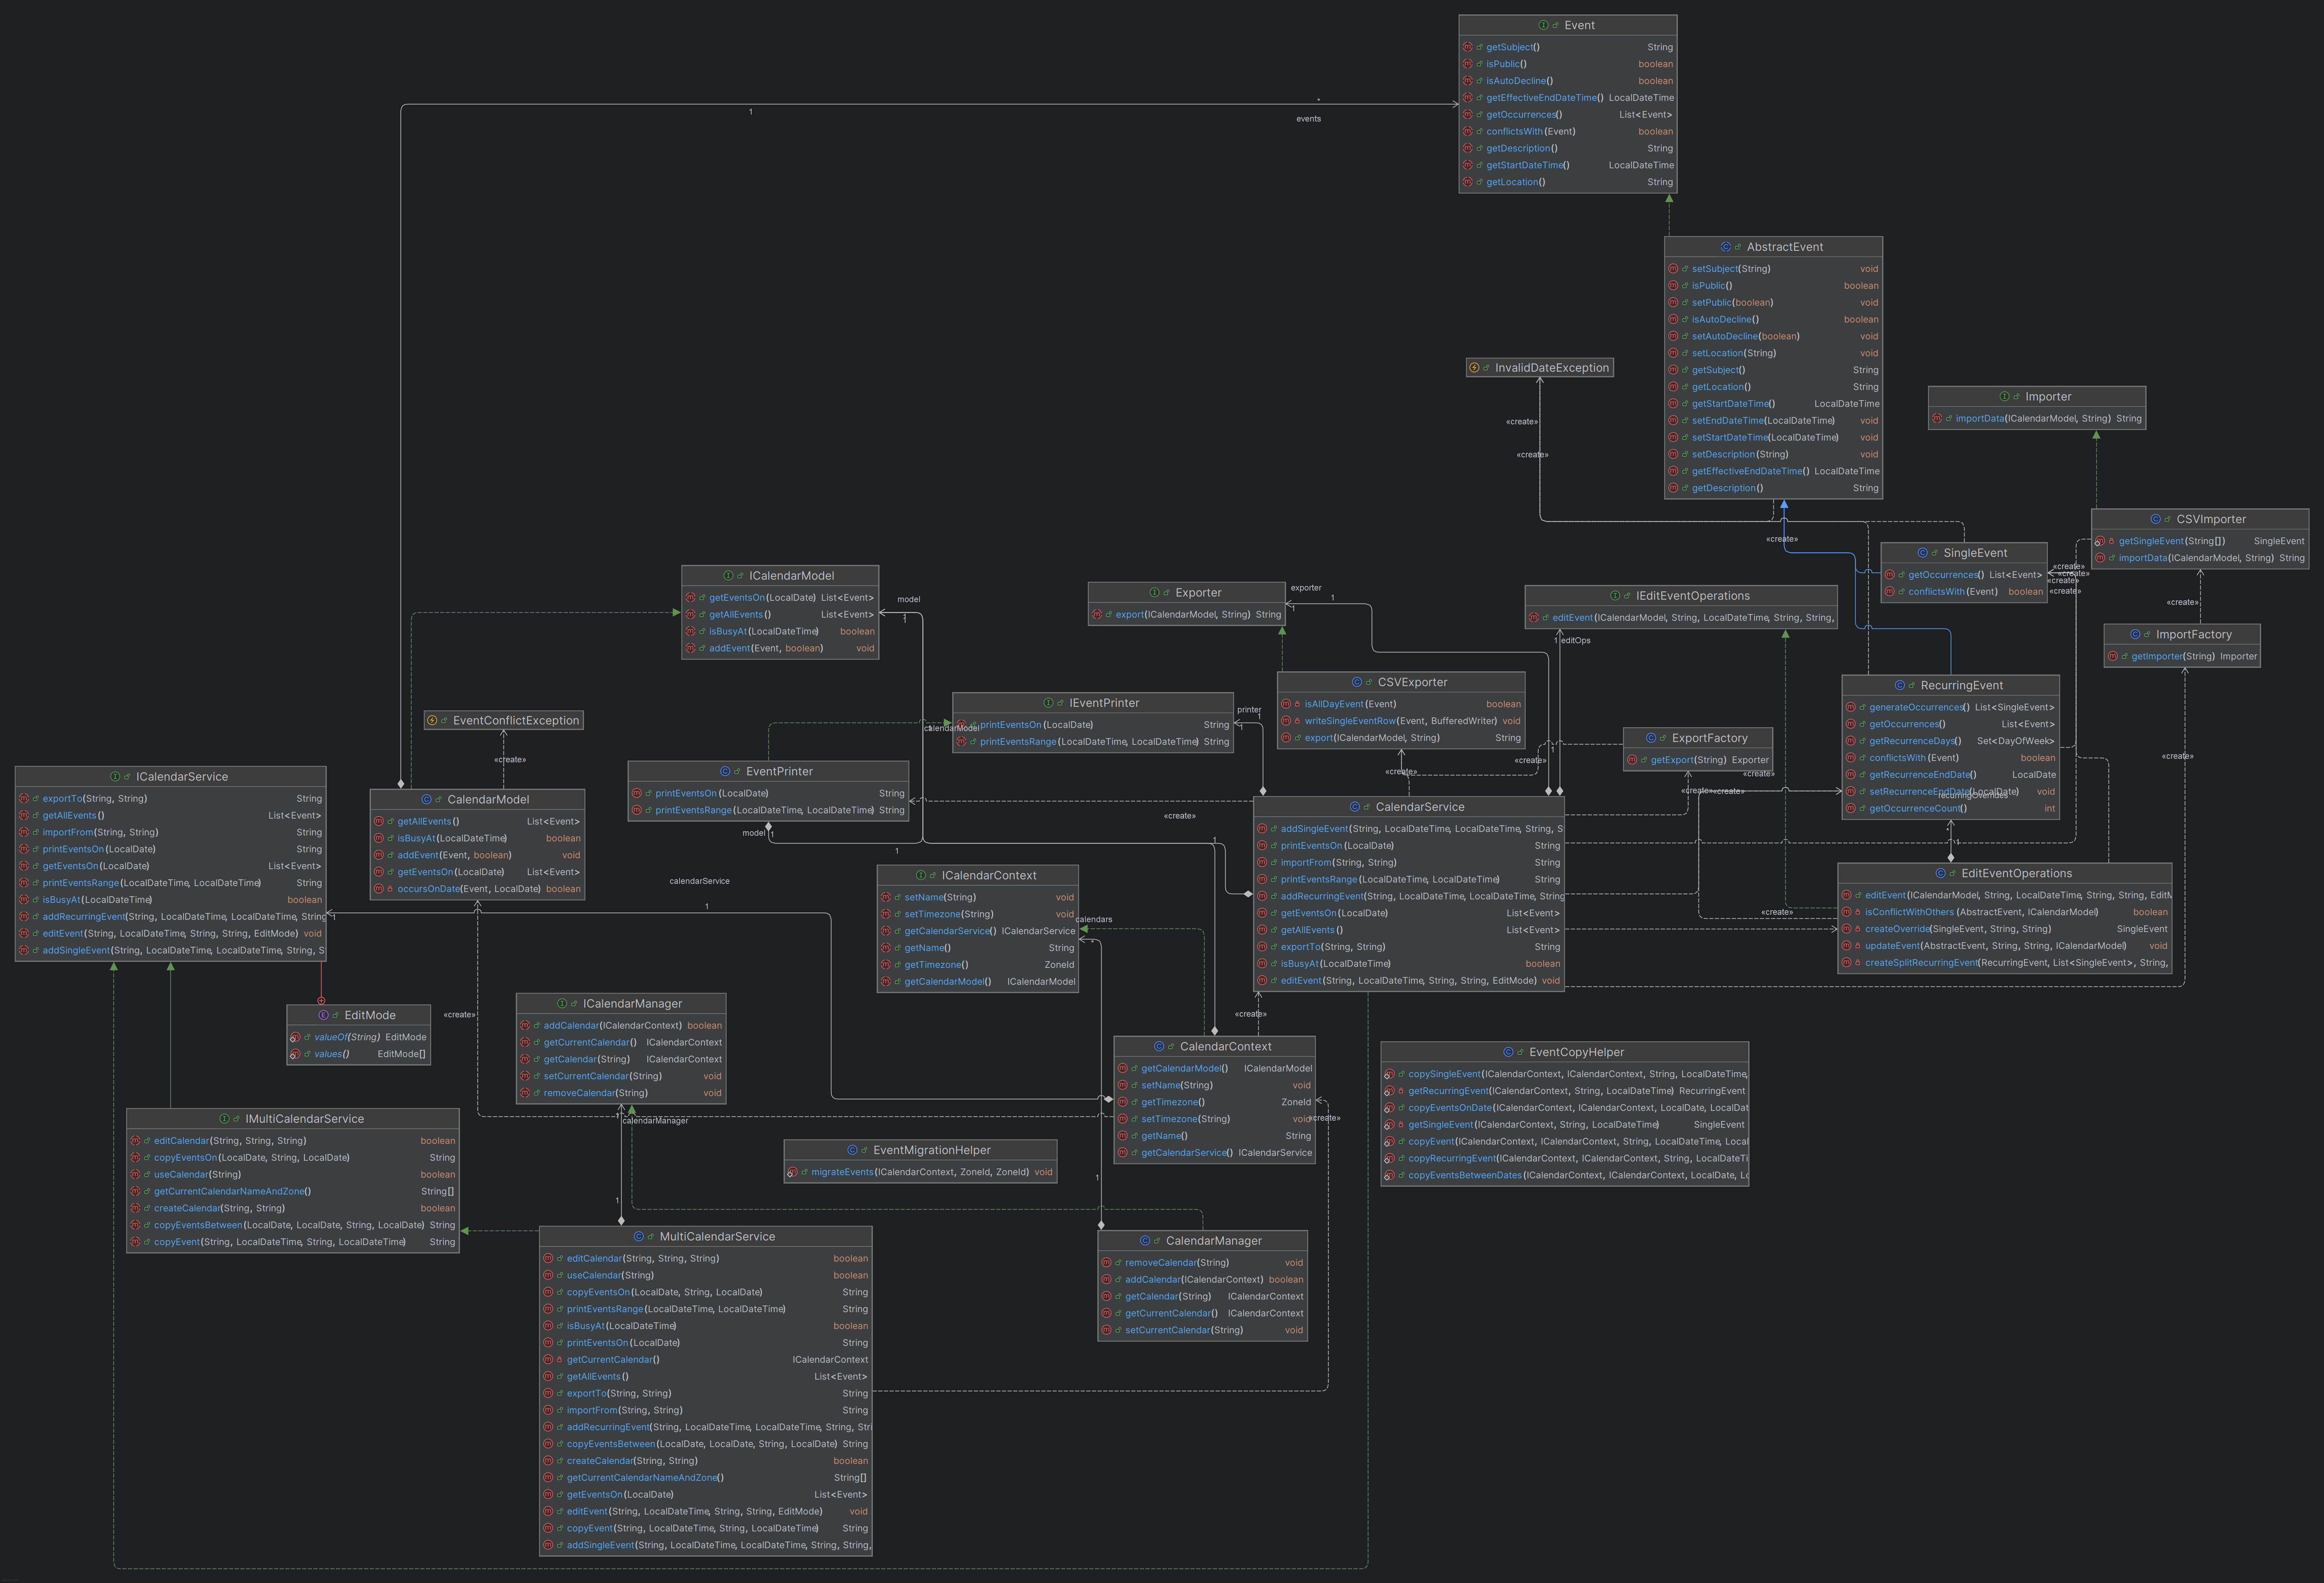 Event
getSubject() String
isPublic() boolean
isAutoDecline() boolean
getEffectiveEndDateTime() LocalDateTime
getOccurrences() List<Event>
conflictsWith(Event) boolean
getDescription() String
getStartDateTime() LocalDateTime
getLocation() String
1
*
events
AbstractEvent
setSubject(String) void
isPublic() boolean
setPublic(boolean) void
isAutoDecline() boolean
setAutoDecline(boolean) void
setLocation(String) void
getSubject() String
getLocation() String
getStartDateTime() LocalDateTime
setEndDateTime(LocalDateTime) void
setStartDateTime(LocalDateTime) void
setDescription(String) void
getEffectiveEndDateTime() LocalDateTime
getDescription() String
InvalidDateException
«create»
«create»
«create»
Importer
importData(ICalendarModel, String) String
CSVImporter
getSingleEvent(String[]) SingleEvent
importData(ICalendarModel, String) String
SingleEvent
getOccurrences() List<Event>
conflictsWith(Event) boolean
«create»
«create»
«create»
«create»
«create»
ImportFactory
getImporter(String) Importer
ICalendarModel
getEventsOn(LocalDate) List<Event>
getAllEvents() List<Event>
isBusyAt(LocalDateTime) boolean
addEvent(Event, boolean) void
model
1
Exporter
export(ICalendarModel, String) String
exporter
1
1
IEditEventOperations
editEvent(ICalendarModel, String, LocalDateTime, String, String,
1
editOps
CSVExporter
isAllDayEvent(Event) boolean
writeSingleEventRow(Event, BufferedWriter) void
export(ICalendarModel, String) String
RecurringEvent
generateOccurrences() List<SingleEvent>
getOccurrences() List<Event>
getRecurrenceDays() Set<DayOfWeek>
conflictsWith(Event) boolean
getRecurrenceEndDate() LocalDate
setRecurrenceEndDate(LocalDate) void
getOccurrenceCount() int
recurringOverrides
*
1
«create»
IEventPrinter
printEventsOn(LocalDate) String
printEventsRange(LocalDateTime, LocalDateTime) String
calendarModel
printer
1
1
ExportFactory
getExport(String) Exporter
1
«create»
«create»
«create»
«create»
«create»
EventConflictException
«create»
EventPrinter
printEventsOn(LocalDate) String
printEventsRange(LocalDateTime, LocalDateTime) String
model
1
1
1
«create»
ICalendarService
exportTo(String, String) String
getAllEvents() List<Event>
importFrom(String, String) String
printEventsOn(LocalDate) String
getEventsOn(LocalDate) List<Event>
printEventsRange(LocalDateTime, LocalDateTime) String
isBusyAt(LocalDateTime) boolean
addRecurringEvent(String, LocalDateTime, LocalDateTime, String
editEvent(String, LocalDateTime, String, String, EditMode) void
addSingleEvent(String, LocalDateTime, LocalDateTime, String, S
CalendarModel
getAllEvents() List<Event>
isBusyAt(LocalDateTime) boolean
addEvent(Event, boolean) void
getEventsOn(LocalDate) List<Event>
occursOnDate(Event, LocalDate) boolean
calendarService
1
1
CalendarService
addSingleEvent(String, LocalDateTime, LocalDateTime, String, S
printEventsOn(LocalDate) String
importFrom(String, String) String
printEventsRange(LocalDateTime, LocalDateTime) String
addRecurringEvent(String, LocalDateTime, LocalDateTime, String
getEventsOn(LocalDate) List<Event>
getAllEvents() List<Event>
exportTo(String, String) String
isBusyAt(LocalDateTime) boolean
editEvent(String, LocalDateTime, String, String, EditMode) void
EditEventOperations
editEvent(ICalendarModel, String, LocalDateTime, String, String, EditM
isConflictWithOthers(AbstractEvent, ICalendarModel) boolean
createOverride(SingleEvent, String, String) SingleEvent
updateEvent(AbstractEvent, String, String, ICalendarModel) void
createSplitRecurringEvent(RecurringEvent, List<SingleEvent>, String,
«create»
ICalendarContext
setName(String) void
setTimezone(String) void
getCalendarService() ICalendarService
getName() String
getTimezone() ZoneId
getCalendarModel() ICalendarModel
calendars
*
EditMode
valueOf(String) EditMode
values() EditMode[]
«create»
ICalendarManager
addCalendar(ICalendarContext) boolean
getCurrentCalendar() ICalendarContext
getCalendar(String) ICalendarContext
setCurrentCalendar(String) void
removeCalendar(String) void
1
calendarManager
1
«create»
CalendarContext
getCalendarModel() ICalendarModel
setName(String) void
getTimezone() ZoneId
setTimezone(String) void
getName() String
getCalendarService() ICalendarService
«create»
EventCopyHelper
copySingleEvent(ICalendarContext, ICalendarContext, String, LocalDateTime,
getRecurringEvent(ICalendarContext, String, LocalDateTime) RecurringEvent
copyEventsOnDate(ICalendarContext, ICalendarContext, LocalDate, LocalDat
getSingleEvent(ICalendarContext, String, LocalDateTime) SingleEvent
copyEvent(ICalendarContext, ICalendarContext, String, LocalDateTime, Local
copyRecurringEvent(ICalendarContext, ICalendarContext, String, LocalDateTi
copyEventsBetweenDates(ICalendarContext, ICalendarContext, LocalDate, Lo
IMultiCalendarService
editCalendar(String, String, String) boolean
copyEventsOn(LocalDate, String, LocalDate) String
useCalendar(String) boolean
getCurrentCalendarNameAndZone() String[]
createCalendar(String, String) boolean
copyEventsBetween(LocalDate, LocalDate, String, LocalDate) String
copyEvent(String, LocalDateTime, String, LocalDateTime) String
EventMigrationHelper
migrateEvents(ICalendarContext, ZoneId, ZoneId) void
1
MultiCalendarService
editCalendar(String, String, String) boolean
useCalendar(String) boolean
copyEventsOn(LocalDate, String, LocalDate) String
printEventsRange(LocalDateTime, LocalDateTime) String
isBusyAt(LocalDateTime) boolean
printEventsOn(LocalDate) String
getCurrentCalendar() ICalendarContext
getAllEvents() List<Event>
exportTo(String, String) String
importFrom(String, String) String
addRecurringEvent(String, LocalDateTime, LocalDateTime, String, Stri
copyEventsBetween(LocalDate, LocalDate, String, LocalDate) String
createCalendar(String, String) boolean
getCurrentCalendarNameAndZone() String[]
getEventsOn(LocalDate) List<Event>
editEvent(String, LocalDateTime, String, String, EditMode) void
copyEvent(String, LocalDateTime, String, LocalDateTime) String
addSingleEvent(String, LocalDateTime, LocalDateTime, String, String,
CalendarManager
removeCalendar(String) void
addCalendar(ICalendarContext) boolean
getCalendar(String) ICalendarContext
getCurrentCalendar() ICalendarContext
setCurrentCalendar(String) void